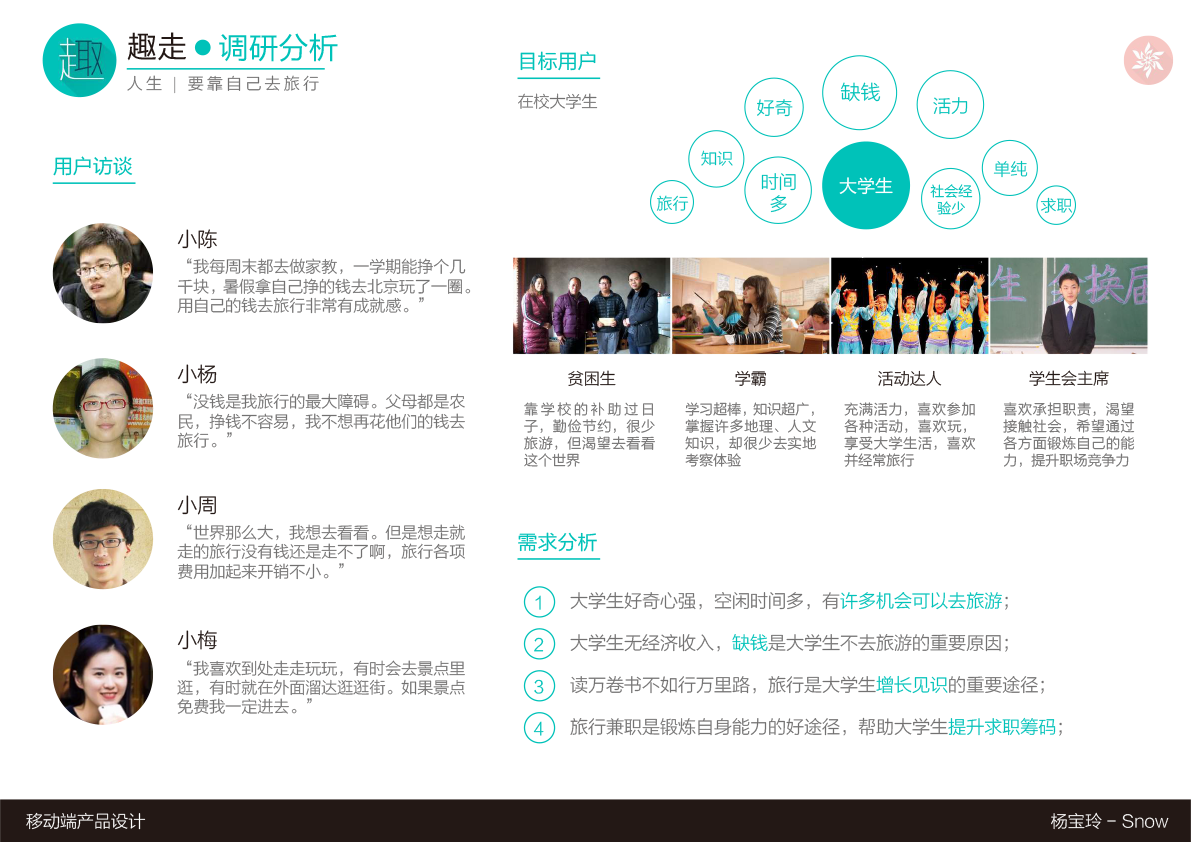 趣
趣走●调研分析
人生 | 要靠自己去旅行
用户访谈
小陈
“我每周末都去做家教，一学期能挣个几
千块，暑假拿自己挣的钱去北京玩了一圈。
用自己的钱去旅行非常有成就感。”
小杨
“没钱是我旅行的最大障碍。父母都是农
民，挣钱不容易，我不想再花他们的钱去
旅行。”
小周
“世界那么大，我想去看看。但是想走就
走的旅行没有钱还是走不了啊，旅行各项
费用加起来开销不小。”
小梅
“我喜欢到处走走玩玩，有时会去景点里
逛，有时就在外面溜达逛逛街。如果景点
免费我一定进去。”
目标用户
在校大学生
旅行
知识
好奇
时间
多
缺钱
大学生
活力
社会经
验少
单纯
求职
生 会换届
贫困生
靠学校的补助过日
子，勤俭节约，很少
旅游，但渴望去看看
这个世界
学霸
学习超棒，知识超广，
掌握许多地理、人文
知识，却很少去实地
考察体验
活动达人
充满活力，喜欢参加
各种活动，喜欢玩，
享受大学生活，喜欢
并经常旅行
学生会主席
喜欢承担职责，渴望
接触社会，希望通过
各方面锻炼自己的能
力，提升职场竞争力
需求分析
1 大学生好奇心强，空闲时间多，有许多机会可以去旅游；
2 大学生无经济收入，缺钱是大学生不去旅游的重要原因；
3 读万卷书不如行万里路，旅行是大学生增长见识的重要途径；
4 旅行兼职是锻炼自身能力的好途径，帮助大学生提升求职筹码；
移动端产品设计
杨宝玲 – Snow